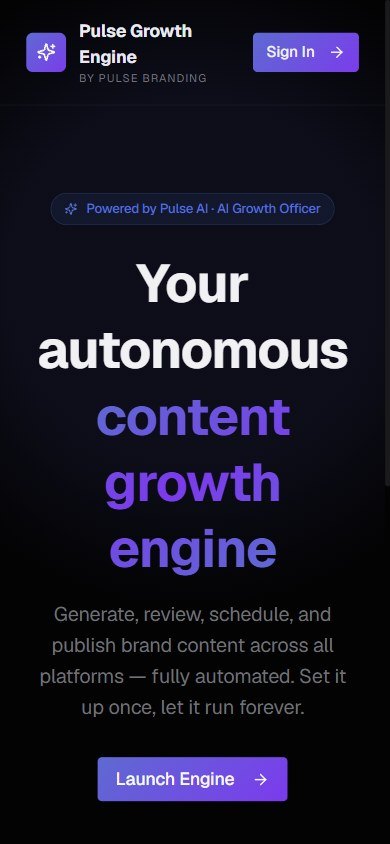 Pulse Growth
Engine
BY PULSE BRANDING
Sign In
Powered by Pulse AI · AI Growth Officer
Your
autonomous
content
growth
engine
Generate, review, schedule, and
publish brand content across all
platforms — fully automated. Set it
up once, let it run forever.
Launch Engine